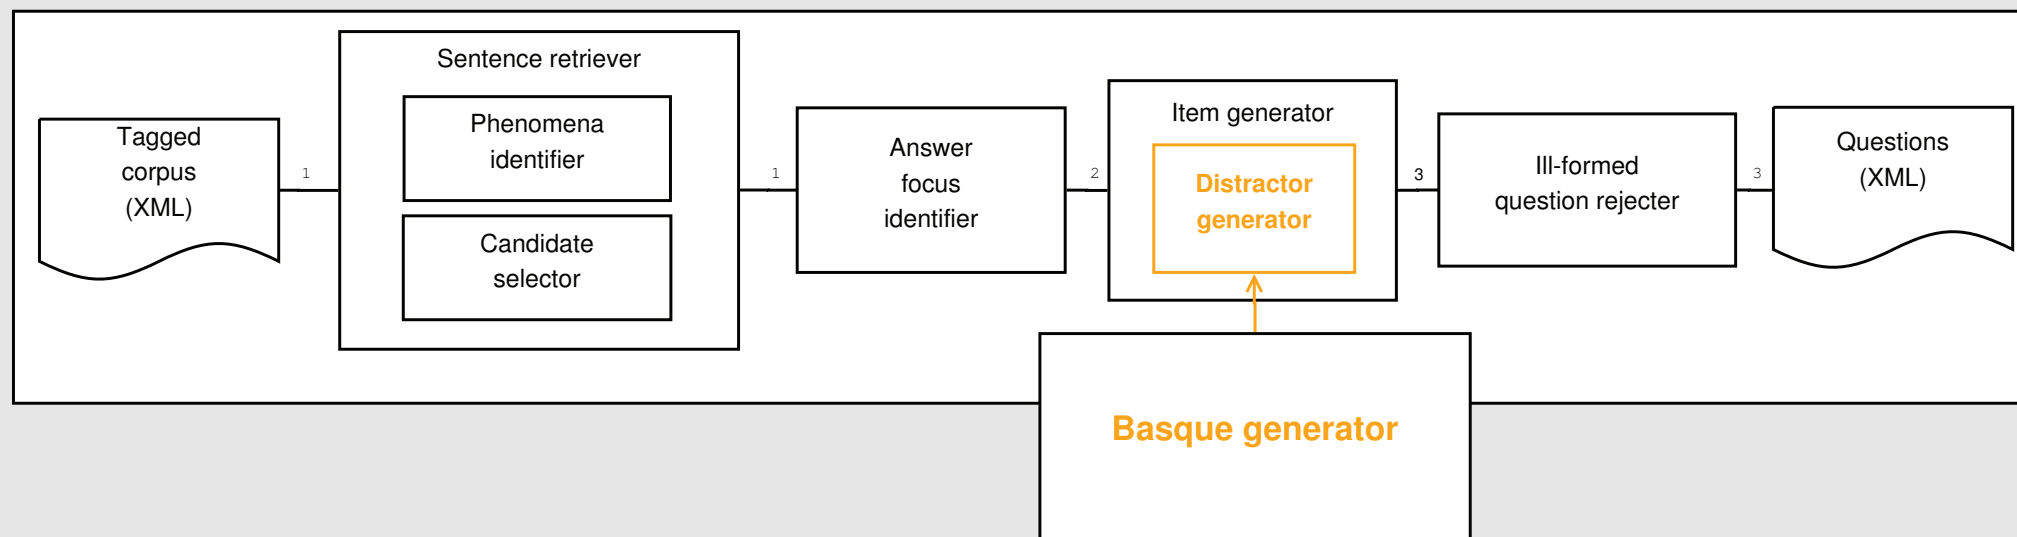 Tagged
corpus
(XML)
1
Sentence retriever
Phenomena
identifier
Candidate
selector
1
Answer
focus
identifier
2
Item generator
Distractor
generator
3
Ill-formed
question rejecter
3
Questions
(XML)
Basque generator